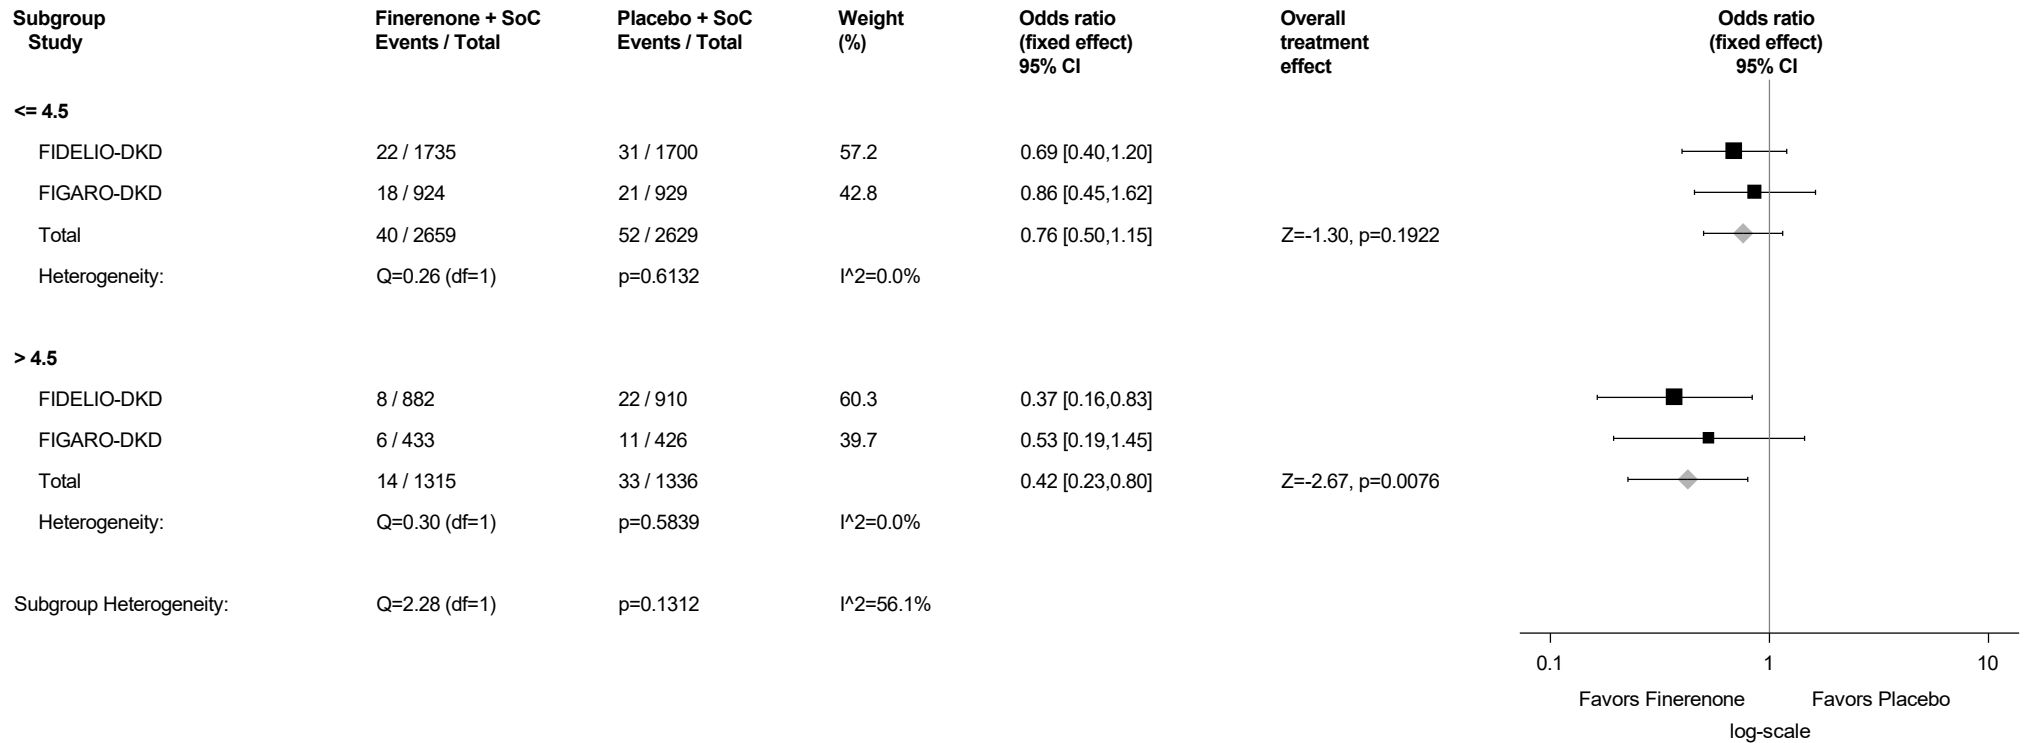 Subgroup Finerenone + SoC Placebo + SoC Weight Odds ratio Overall Odds ratio
Study Events / Total Events / Total (%) (fixed effect) treatment (fixed effect)
95% CI effect 95% CI
<= 4.5
FIDELIO-DKD 22 / 1735 31 / 1700 57.2 0.69 [0.40,1.20]
FIGARO-DKD 18 / 924 21 / 929 42.8 0.86 [0.45,1.62]
Total 40 / 2659 52 / 2629 0.76 [0.50,1.15] Z=-1.30, p=0.1922
Heterogeneity: Q=0.26 (df=1) p=0.6132 I^2=0.0%
> 4.5
FIDELIO-DKD 8 / 882 22 / 910 60.3 0.37 [0.16,0.83]
FIGARO-DKD 6 / 433 11 / 426 39.7 0.53 [0.19,1.45]
Total 14 / 1315 33 / 1336 0.42 [0.23,0.80] Z=-2.67, p=0.0076
Heterogeneity: Q=0.30 (df=1) p=0.5839 I^2=0.0%
Subgroup Heterogeneity: Q=2.28 (df=1) p=0.1312 I^2=56.1%
0.1 1 10
Favors Finerenone Favors Placebo
log-scale